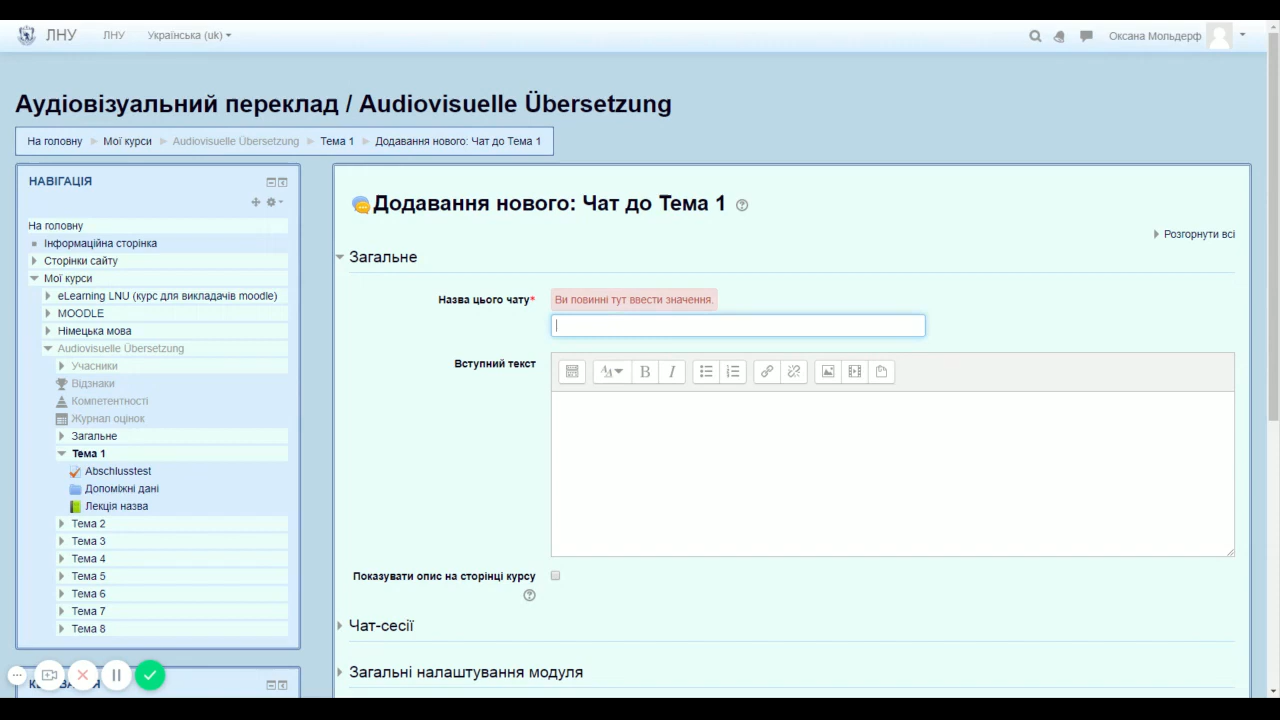 ЛНУ ЛНУ Українська (uk) Оксана Мольдерф
Аудіовізуальний переклад / Audiovisuelle Übersetzung
На головну Мої курси Audiovisuelle Übersetzung Тема 1 Додавання нового: Чат до Тема 1
НАВІГАЦІЯ
На головну
Інформаційна сторінка
Сторінки сайту
Мої курси
eLearning LNU (курс для викладачів moodle)
MOODLE
Німецька мова
Audiovisuelle Übersetzung
Учасники
Відзнаки
Компетентності
Журнал оцінок
Загальне
Тема 1
Abschlusstest
Допоміжні дані
Лекція назва
Тема 2
Тема 3
Тема 4
Тема 5
Тема 6
Тема 7
Тема 8
Додавання нового: Чат до Тема 1
Розгорнути всі
Загальне
Назва цього чату* Ви повинні тут ввести значення.
Вступний текст
B I
Показувати опис на сторінці курсу
Чат-сесії
Загальні налаштування модуля